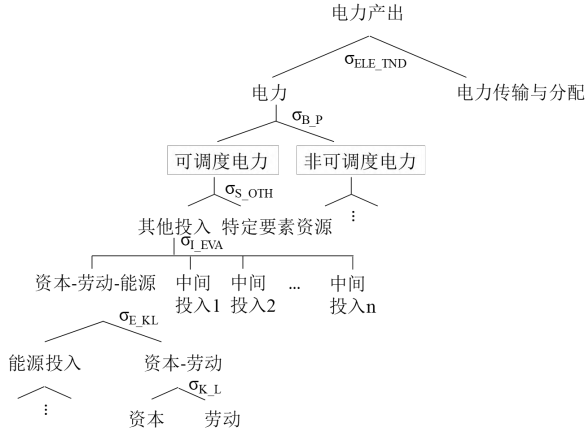 电力产出
σELE_TND
电力
电力传输与分配
σB_P
可调度电力
非可调度电力
σS_OTH
其他投入
特定要素资源
⋮
σI_EVA
资本-劳动-能源
中间
投入1
中间
投入2
...
中间
投入n
σE_KL
能源投入
资本-劳动
σK_L
⋮
资本
劳动